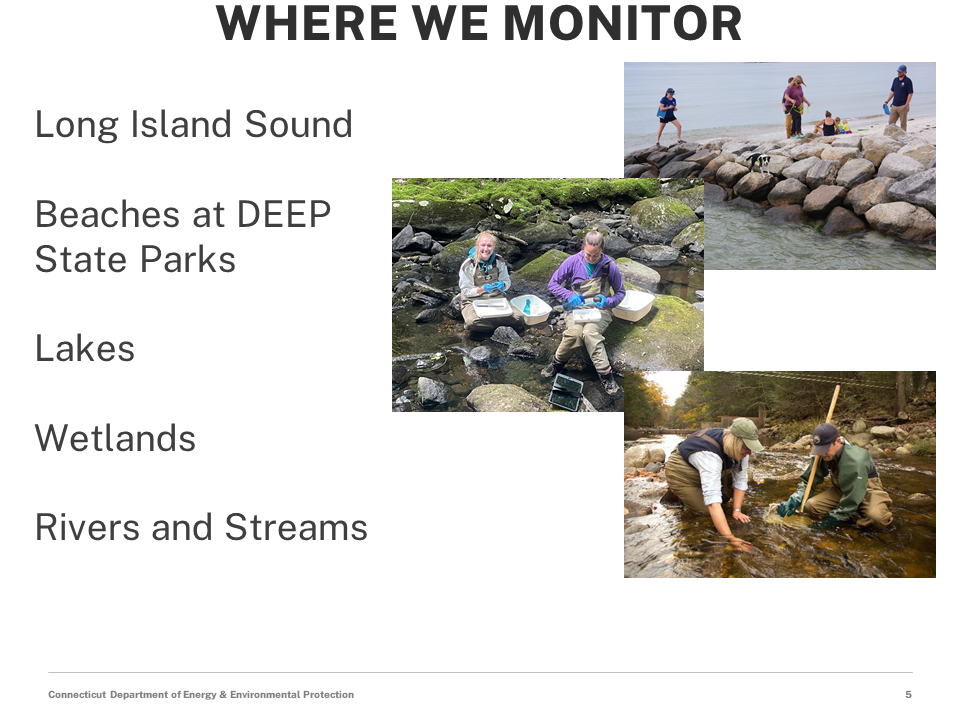 WHERE WE MONITOR
Long Island Sound
Beaches at DEEP
State Parks
Lakes
Wetlands
Rivers and Streams
Connecticut Department of Energy & Environmental Protection
5